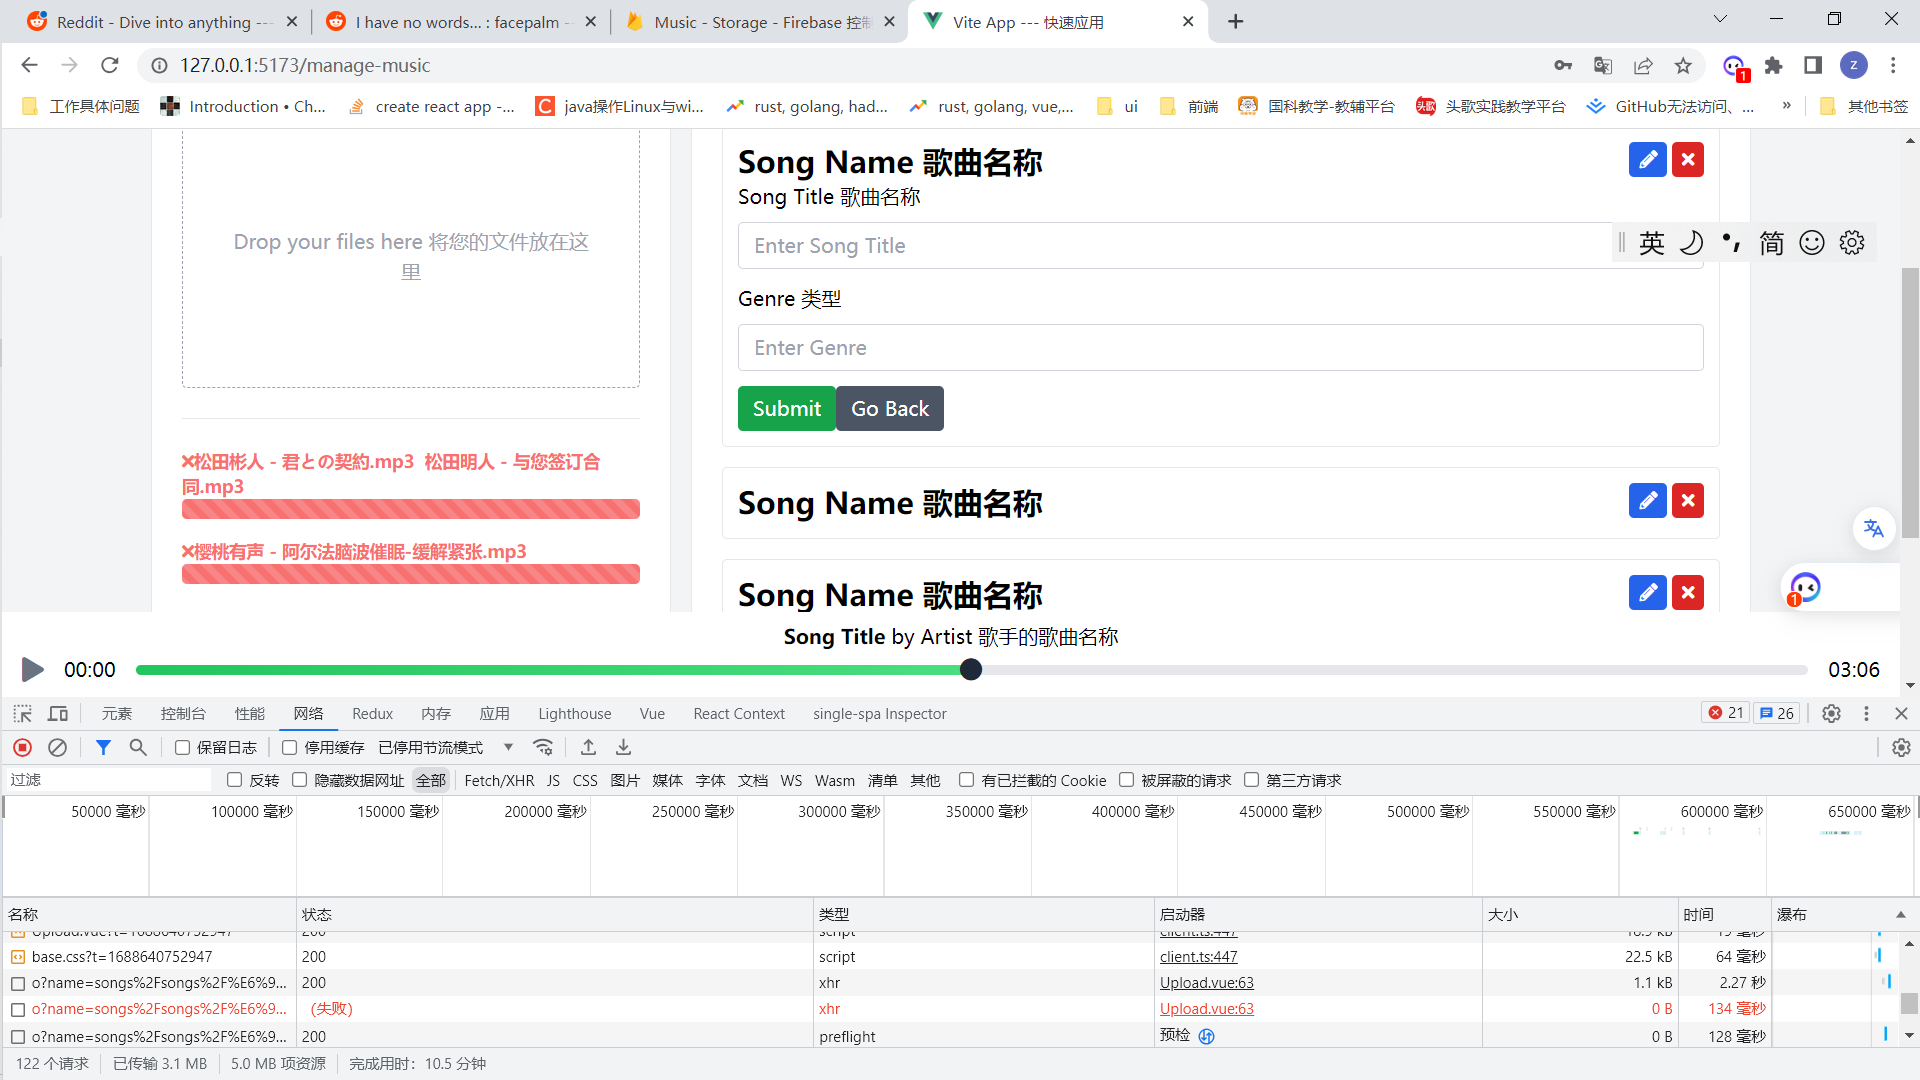 Reddit - Dive into anything ---
I have no words... : facepalm --
Music - Storage - Firebase 控制
Vite App --- 快速应用
127.0.0.1:5173/manage-music
z
1
工作具体问题
Introduction • Ch...
create react app -...
java操作Linux与wi...
rust, golang, had...
rust, golang, vue,...
ui
前端
国科教学-教辅平台
头歌 头歌实践教学平台
GitHub无法访问、...
»
其他书签
Drop your files here 将您的文件放在这
里
松田彬人 - 君との契約.mp3 松田明人 - 与您签订合
同.mp3
樱桃有声 - 阿尔法脑波催眠-缓解紧张.mp3
Song Name 歌曲名称
Song Title 歌曲名称
Enter Song Title
英 简
Genre 类型
Enter Genre
Submit Go Back
Song Name 歌曲名称
Song Name 歌曲名称
1
Song Title by Artist 歌手的歌曲名称
00:00 03:06
元素 控制台 性能 网络 Redux 内存 应用 Lighthouse Vue React Context single-spa Inspector 21 26
保留日志 停用缓存 已停用节流模式
过滤 反转 隐藏数据网址 全部 Fetch/XHR JS CSS 图片 媒体 字体 文档 WS Wasm 清单 其他 有已拦截的 Cookie 被屏蔽的请求 第三方请求
50000 毫秒 100000 毫秒 150000 毫秒 200000 毫秒 250000 毫秒 300000 毫秒 350000 毫秒 400000 毫秒 450000 毫秒 500000 毫秒 550000 毫秒 600000 毫秒 650000 毫秒
名称 状态 类型 启动器 大小 时间 瀑布
Upload.vue?t=1688640752947 200 script client.ts:447 16.9 kB 19 毫秒
base.css?t=1688640752947 200 script client.ts:447 22.5 kB 64 毫秒
o?name=songs%2Fsongs%2F%E6%9... 200 xhr Upload.vue:63 1.1 kB 2.27 秒
o?name=songs%2Fsongs%2F%E6%9... (失败) xhr Upload.vue:63 0 B 134 毫秒
o?name=songs%2Fsongs%2F%E6%9... 200 preflight 预检 0 B 128 毫秒
122 个请求 已传输 3.1 MB 5.0 MB 项资源 完成用时：10.5 分钟